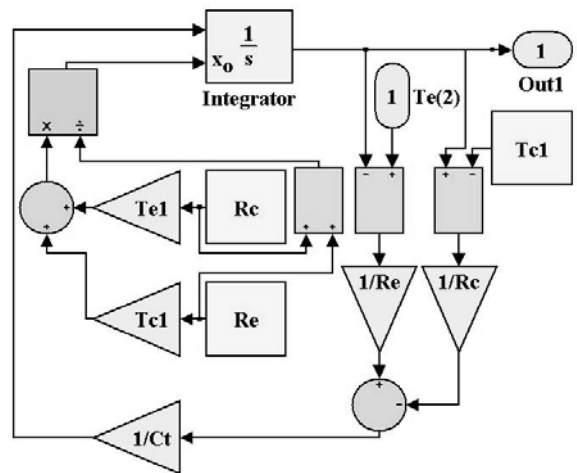 1
s
x₀
Integrator
1
Out1
1
Te(2)
Tc1
× ÷
- +
+ -
Te1
Rc
+
+
+ +
Tc1
Re
1/Re
1/Rc
+
-
1/Ct